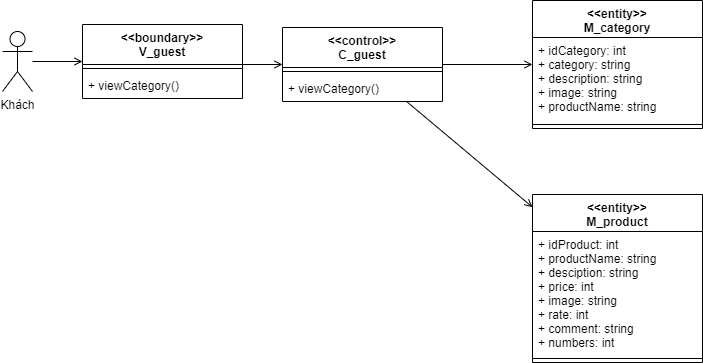 Khách
<<boundary>>
V_guest
+ viewCategory()
<<control>>
C_guest
+ viewCategory()
<<entity>>
M_category
+ idCategory: int
+ category: string
+ description: string
+ image: string
+ productName: string
<<entity>>
M_product
+ idProduct: int
+ productName: string
+ desciption: string
+ price: int
+ image: string
+ rate: int
+ comment: string
+ numbers: int